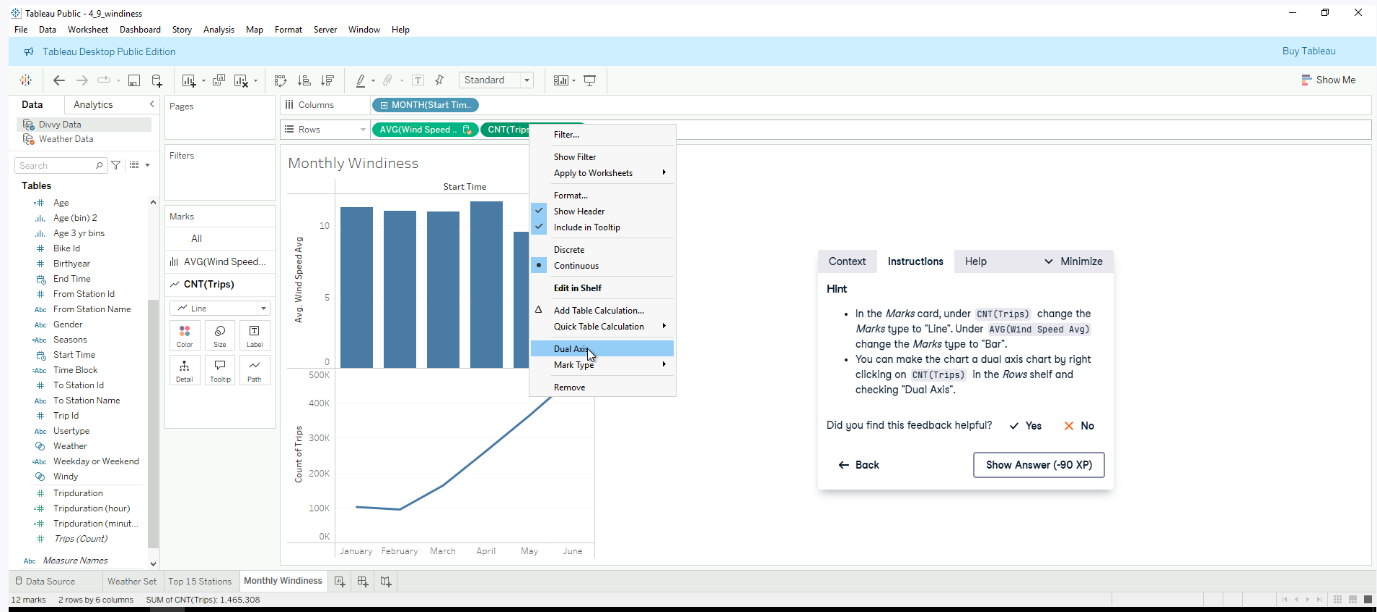 Tableau Public - 4_9_windiness
File Data Worksheet Dashboard Story Analysis Map Format Server Window Help
Tableau Desktop Public Edition
Buy Tableau
Standard
Show Me
Data Analytics
Divvy Data
Weather Data
Search
Tables
Age
Age (bin) 2
Age 3 yr bins
Bike Id
Birthyear
End Time
From Station Id
From Station Name
Gender
Seasons
Start Time
Time Block
To Station Id
To Station Name
Trip Id
Usertype
Weather
Weekday or Weekend
Windy
Tripduration
Tripduration (hour)
Tripduration (minut...
Trips (Count)
Measure Names
Pages
Filters
Marks
All
AVG(Wind Speed...
CNT(Trips)
Line
Color Size Label
Detail Tooltip Path
Columns
MONTH(Start Tim..
Rows
AVG(Wind Speed ..
CNT(Trips
Monthly Windiness
Start Time
Avg. Wind Speed Avg
10
5
0
Count of Trips
500K
400K
300K
200K
100K
0K
January February March April May June
Filter...
Show Filter
Apply to Worksheets
Format...
Show Header
Include in Tooltip
Discrete
Continuous
Edit in Shelf
Add Table Calculation...
Quick Table Calculation
Dual Axis
Mark Type
Remove
Context Instructions Help Minimize
Hint
• In the Marks card, under CNT(Trips) change the
Marks type to "Line". Under AVG(Wind Speed Avg)
change the Marks type to "Bar".
• You can make the chart a dual axis chart by right
clicking on CNT(Trips) in the Rows shelf and
checking "Dual Axis".
Did you find this feedback helpful? Yes No
Back
Show Answer (-90 XP)
Data Source Weather Set Top 15 Stations Monthly Windiness
12 marks 2 rows by 6 columns SUM of CNT(Trips): 1,465,308